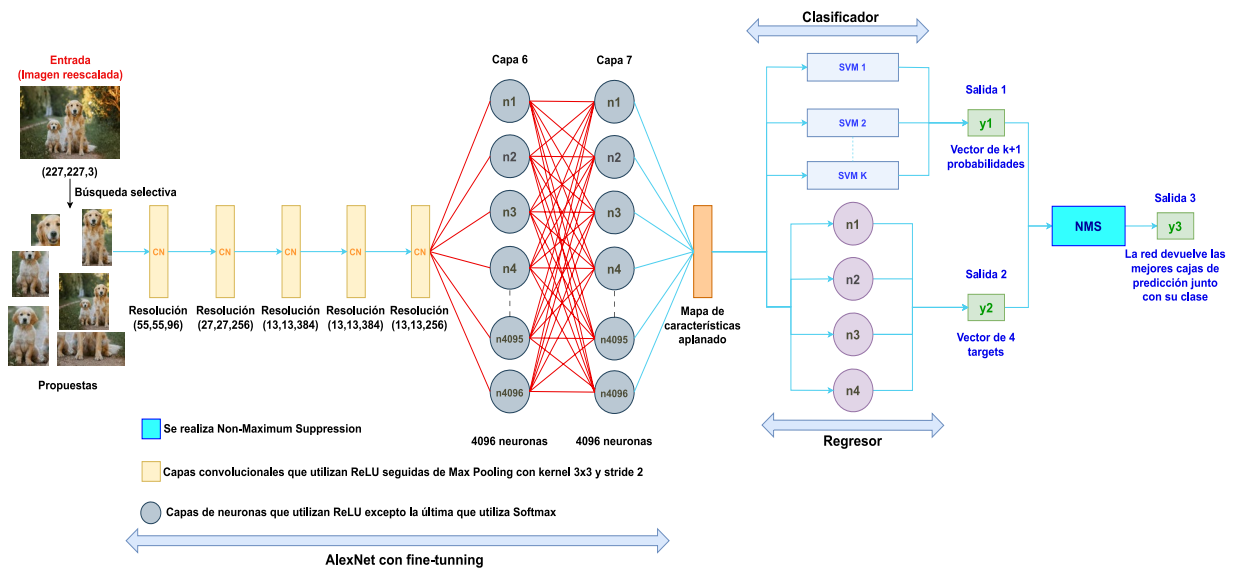 Entrada
(Imagen reescalada)
(227,227,3)
Búsqueda selectiva
Propuestas
CN
CN
CN
CN
CN
Resolución
(55,55,96)
Resolución
(27,27,256)
Resolución
(13,13,384)
Resolución
(13,13,384)
Resolución
(13,13,256)
Capa 6
n1
n2
n3
n4
n4095
n4096
4096 neuronas
Capa 7
n1
n2
n3
n4
n4095
n4096
4096 neuronas
Mapa de
características
aplanado
Clasificador
SVM 1
SVM 2
SVM K
n1
n2
n3
n4
Regresor
Salida 1
y1
Vector de k+1
probabilidades
Salida 2
y2
Vector de 4
targets
NMS
Salida 3
y3
La red devuelve las
mejores cajas de
predicción junto
con su clase
Se realiza Non-Maximum Suppression
Capas convolucionales que utilizan ReLU seguidas de Max Pooling con kernel 3x3 y stride 2
Capas de neuronas que utilizan ReLU excepto la última que utiliza Softmax
AlexNet con fine-tunning